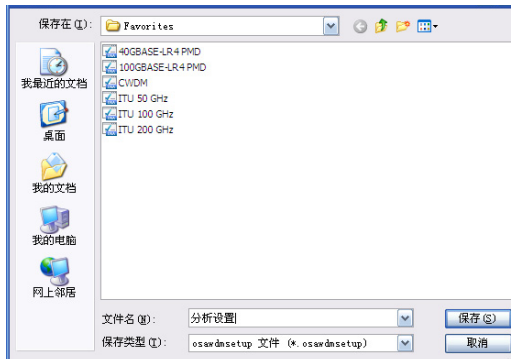 保存在(I):
Favorites
40GBASE-LR4 PMD
100GBASE-LR4 PMD
CWDM
ITU 50 GHz
ITU 100 GHz
ITU 200 GHz
我最近的文档
桌面
我的文档
我的电脑
网上邻居
文件名(N):
分析设置
保存(S)
保存类型(T):
osawdmsetup 文件 (*.osawdmsetup)
取消